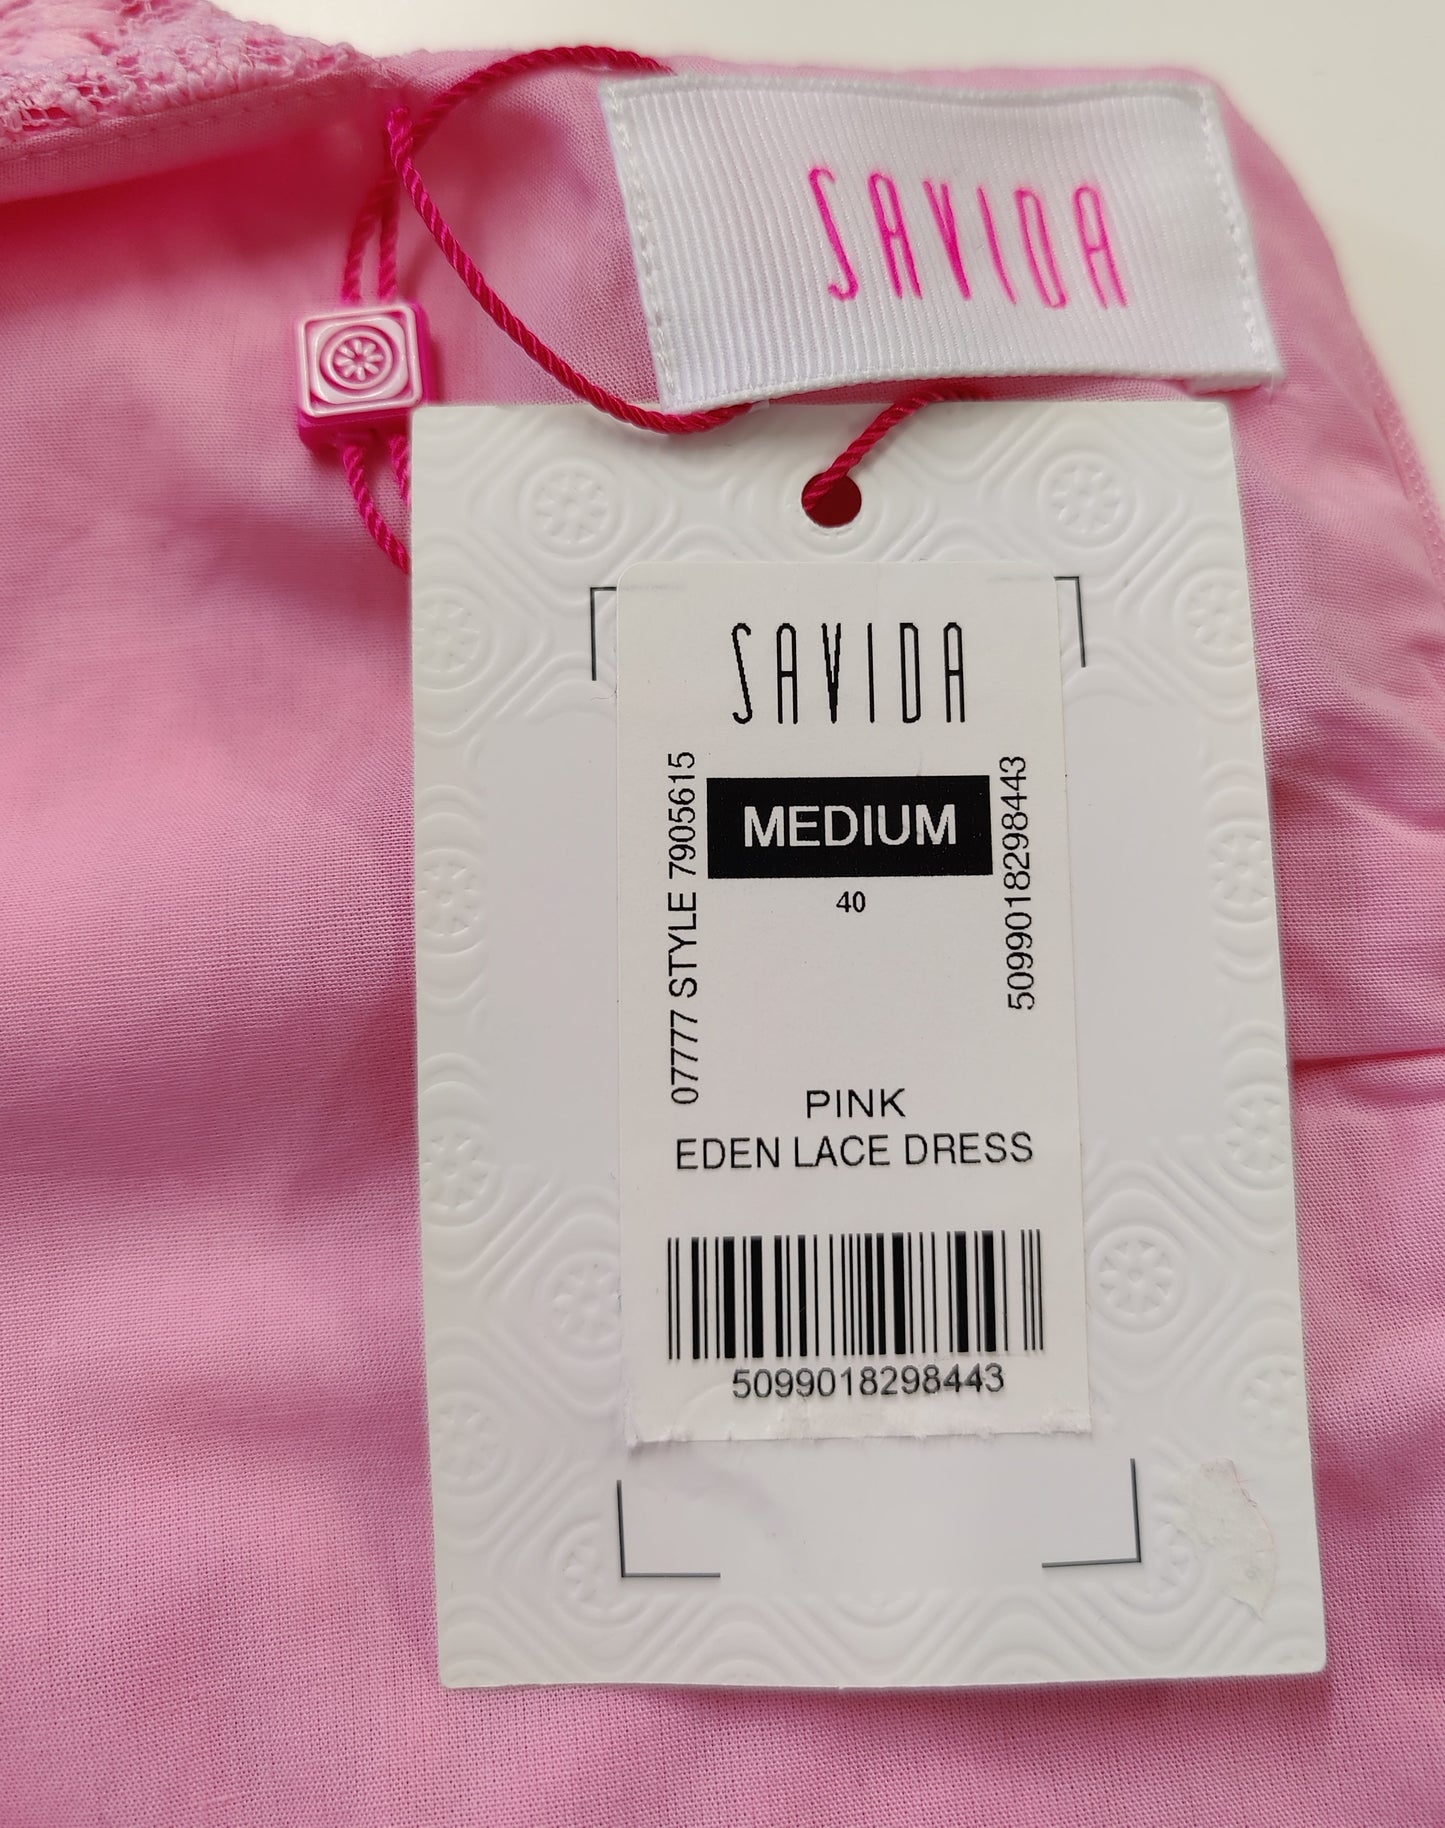 SAVIDA
SAVIDA
07777 STYLE 7905615
MEDIUM
40
5099018298443
PINK
EDEN LACE DRESS
5099018298443